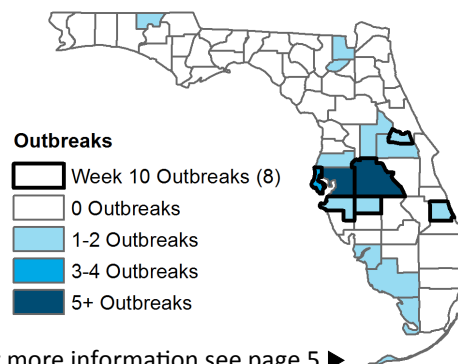 Outbreaks
Week 10 Outbreaks (8)
0 Outbreaks
1-2 Outbreaks
3-4 Outbreaks
5+ Outbreaks
more information see page 5 ▶